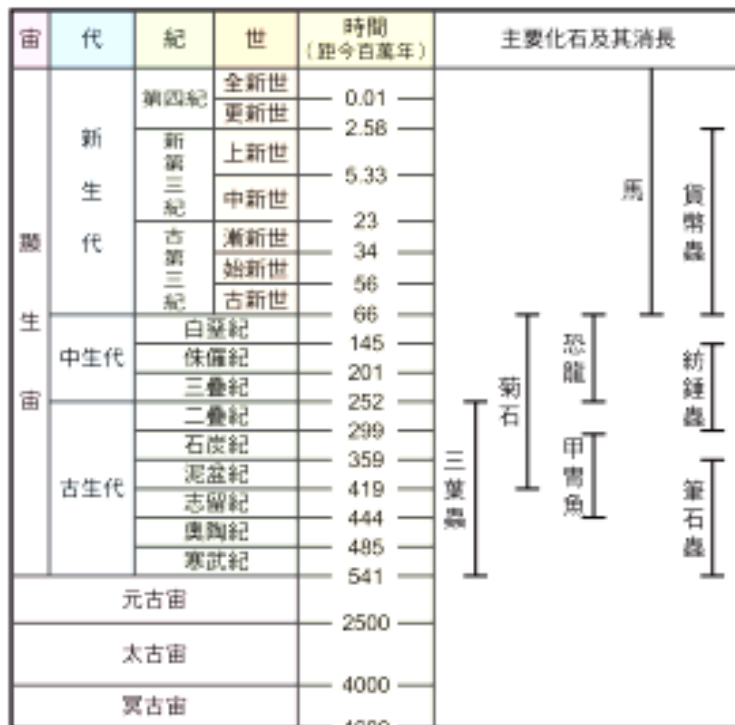 宙 代 紀 世 時間 主要化石及其消長
(距今百萬年)
顯生宙
新生代
第四紀
全新世
0.01
更新世
2.58
新第三紀
上新世
5.33
中新世
23
古第三紀
漸新世
34
始新世
56
古新世
66
中生代
白堊紀
145
侏儸紀
201
三疊紀
252
古生代
二疊紀
299
石炭紀
359
泥盆紀
419
志留紀
444
奧陶紀
485
寒武紀
541
元古宙
2500
太古宙
4000
冥古宙
三葉蟲
菊石
恐龍
甲冑魚
馬
貨幣蟲
紡錘蟲
筆石蟲